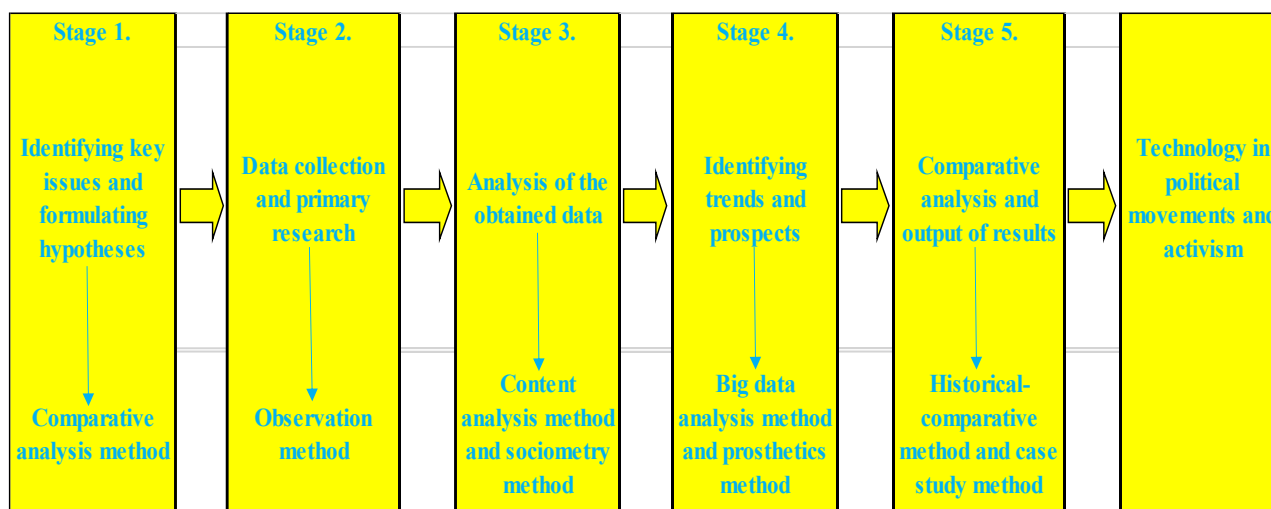 Stage 1.
Identifying key
issues and
formulating
hypotheses
Comparative
analysis method
Stage 2.
Data collection
and primary
research
Observation
method
Stage 3.
Analysis of the
obtained data
Content
analysis method
and sociometry
method
Stage 4.
Identifying
trends and
prospects
Big data
analysis method
and prosthetics
method
Stage 5.
Comparative
analysis and
output of results
Historical-
comparative
method and case
study method
Technology in
political
movements and
activism